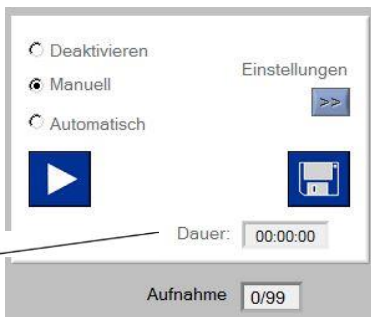 Deaktivieren
Manuell
Einstellungen
>>
Automatisch
Dauer: 00:00:00
Aufnahme 0/99